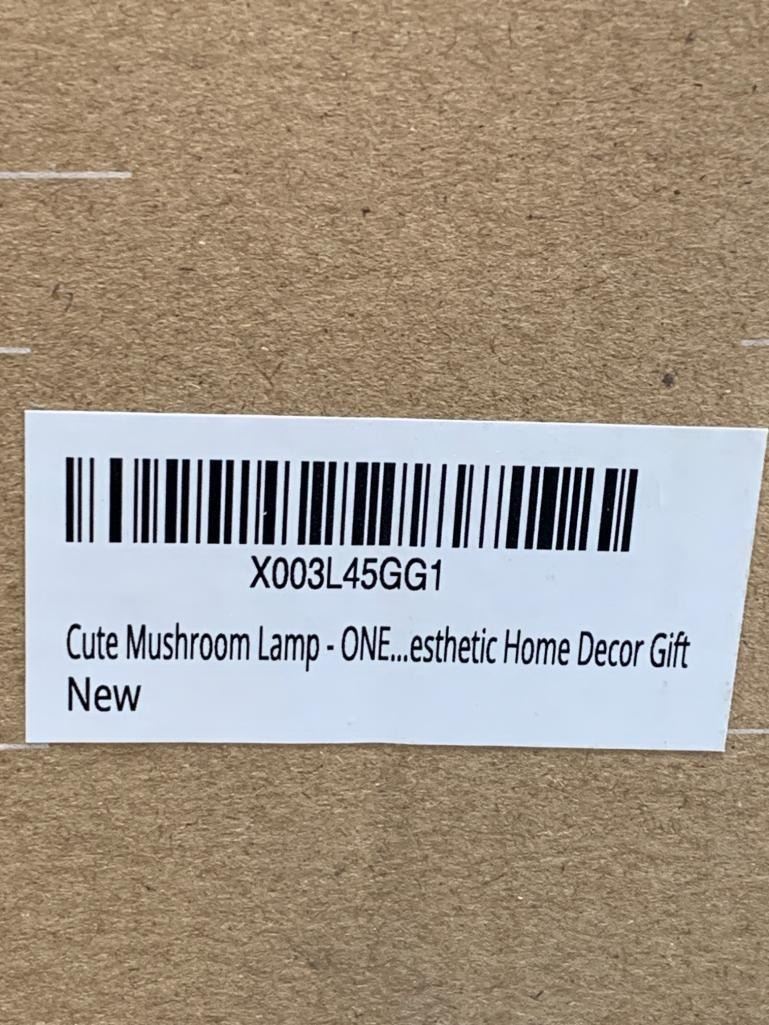 X003L45GG1
Cute Mushroom Lamp - ONE...esthetic Home Decor Gift
New